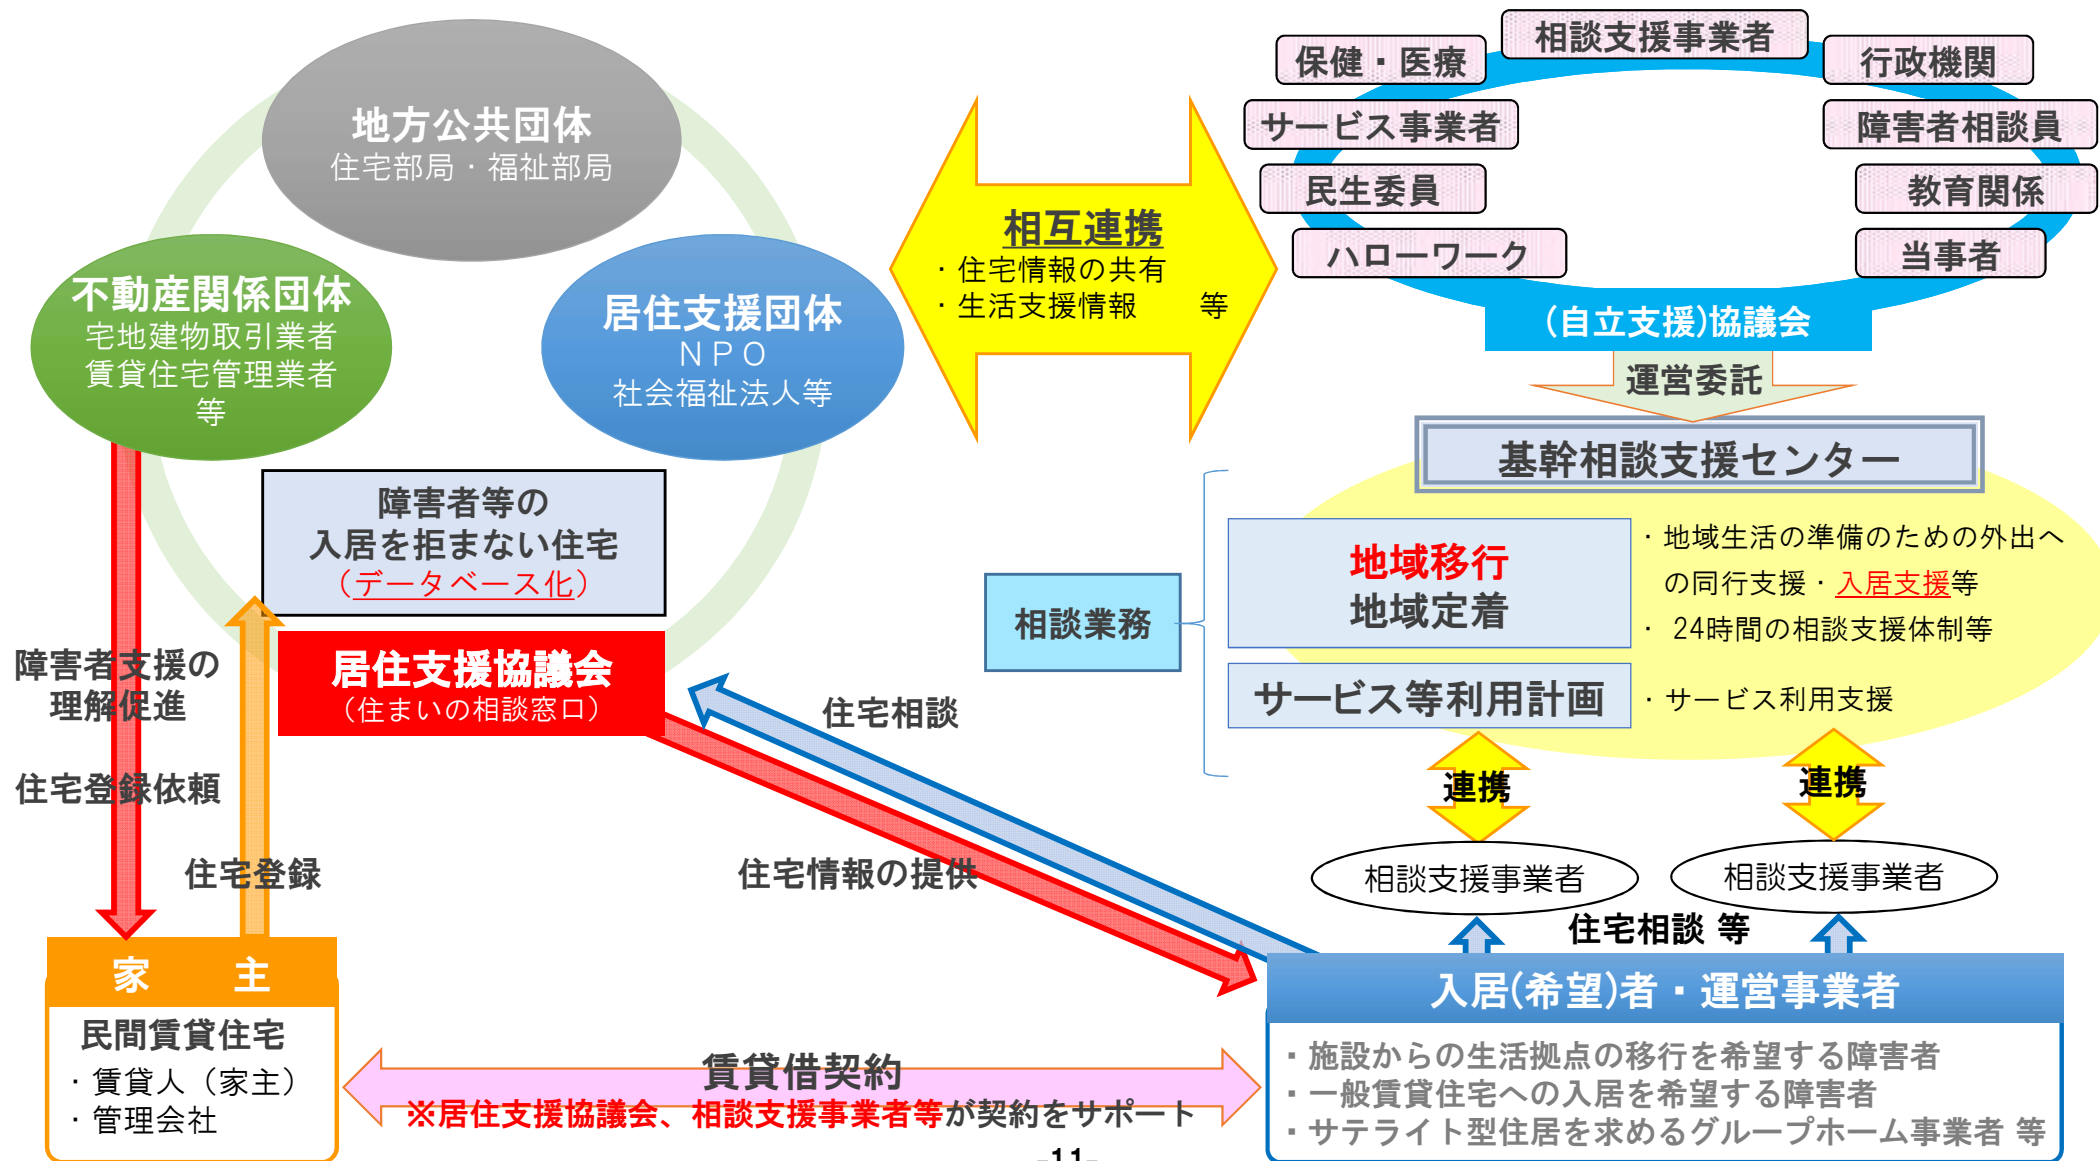 地方公共団体
住宅部局・福祉部局
不動産関係団体
宅地建物取引業者
賃貸住宅管理業者
等
居住支援団体
ＮＰＯ
社会福祉法人等
障害者等の
入居を拒まない住宅
（データベース化）
居住支援協議会
（住まいの相談窓口）
相互連携
・住宅情報の共有
・生活支援情報　　等
相談支援事業者
保健・医療
行政機関
サービス事業者
障害者相談員
民生委員
教育関係
ハローワーク
当事者
(自立支援)協議会
運営委託
基幹相談支援センター
相談業務
地域移行
地域定着
・地域生活の準備のための外出へ
の同行支援・入居支援等
・ 24時間の相談支援体制等
サービス等利用計画
・サービス利用支援
連携
連携
相談支援事業者
相談支援事業者
住宅相談 等
障害者支援の
理解促進
住宅登録依頼
住宅登録
住宅相談
住宅情報の提供
家　　主
民間賃貸住宅
・賃貸人（家主）
・管理会社
賃貸借契約
※居住支援協議会、相談支援事業者等が契約をサポート
入居(希望)者・運営事業者
・施設からの生活拠点の移行を希望する障害者
・一般賃貸住宅への入居を希望する障害者
・サテライト型住居を求めるグループホーム事業者 等
-11-